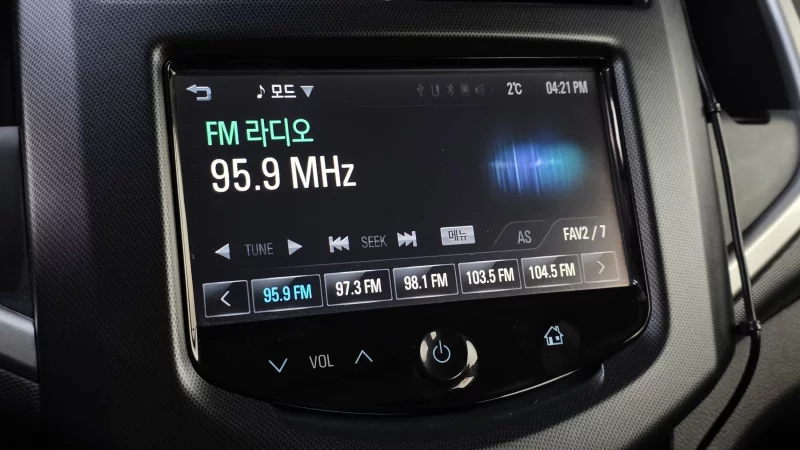 모드 2°C 04:21 PM
FM 라디오
95.9 MHz
TUNE SEEK 메뉴 AS FAV2 / 7
95.9 FM 97.3 FM 98.1 FM 103.5 FM 104.5 FM
VOL